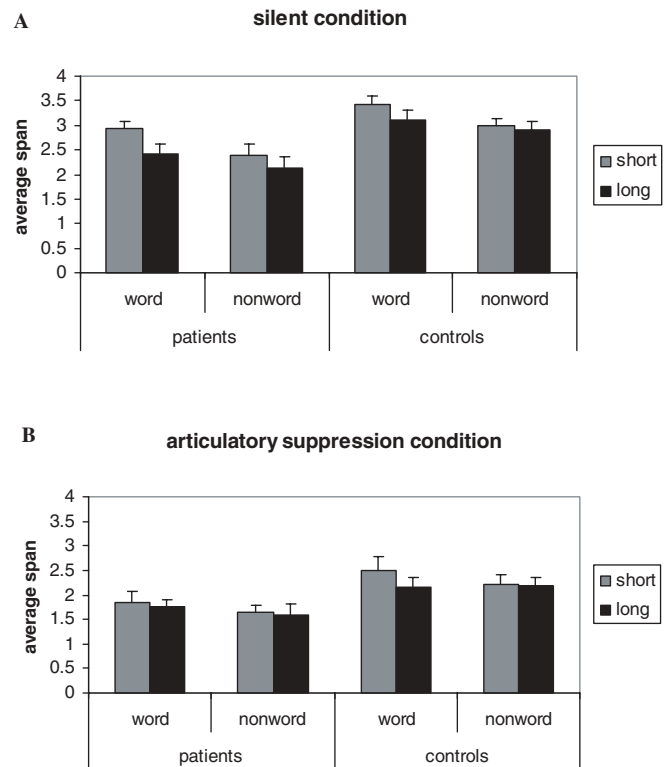 A
silent condition
4
3.5
3
2.5
2
1.5
1
0.5
0
average span
word nonword word nonword
patients controls
short
long
B
articulatory suppression condition
4
3.5
3
2.5
2
1.5
1
0.5
0
average span
word nonword word nonword
patients controls
short
long